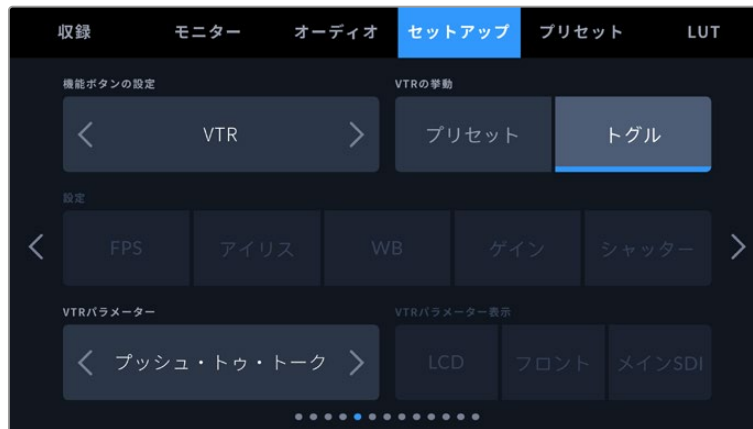 収録 モニター オーディオ セットアップ プリセット LUT
機能ボタンの設定 VTRの挙動
VTR プリセット トグル
設定
FPS アイリス WB ゲイン シャッター
VTRパラメーター VTRパラメーター表示
プッシュ・トゥ・トーク LCD フロント メインSDI